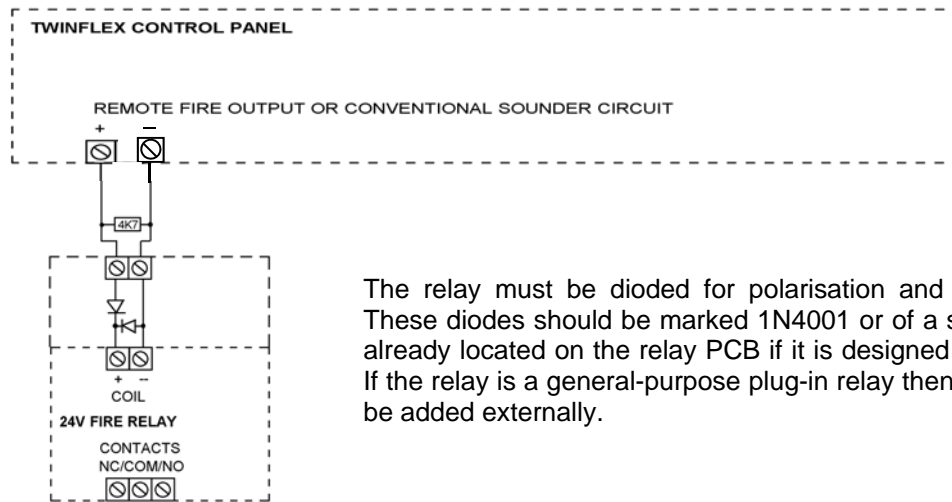 TWINFLEX CONTROL PANEL
REMOTE FIRE OUTPUT OR CONVENTIONAL SOUNDER CIRCUIT
+ –
4K7
The relay must be dioded for polarisation and
These diodes should be marked 1N4001 or of a
already located on the relay PCB if it is designed
If the relay is a general-purpose plug-in relay then
be added externally.
+ --
COIL
24V FIRE RELAY
CONTACTS
NC/COM/NO